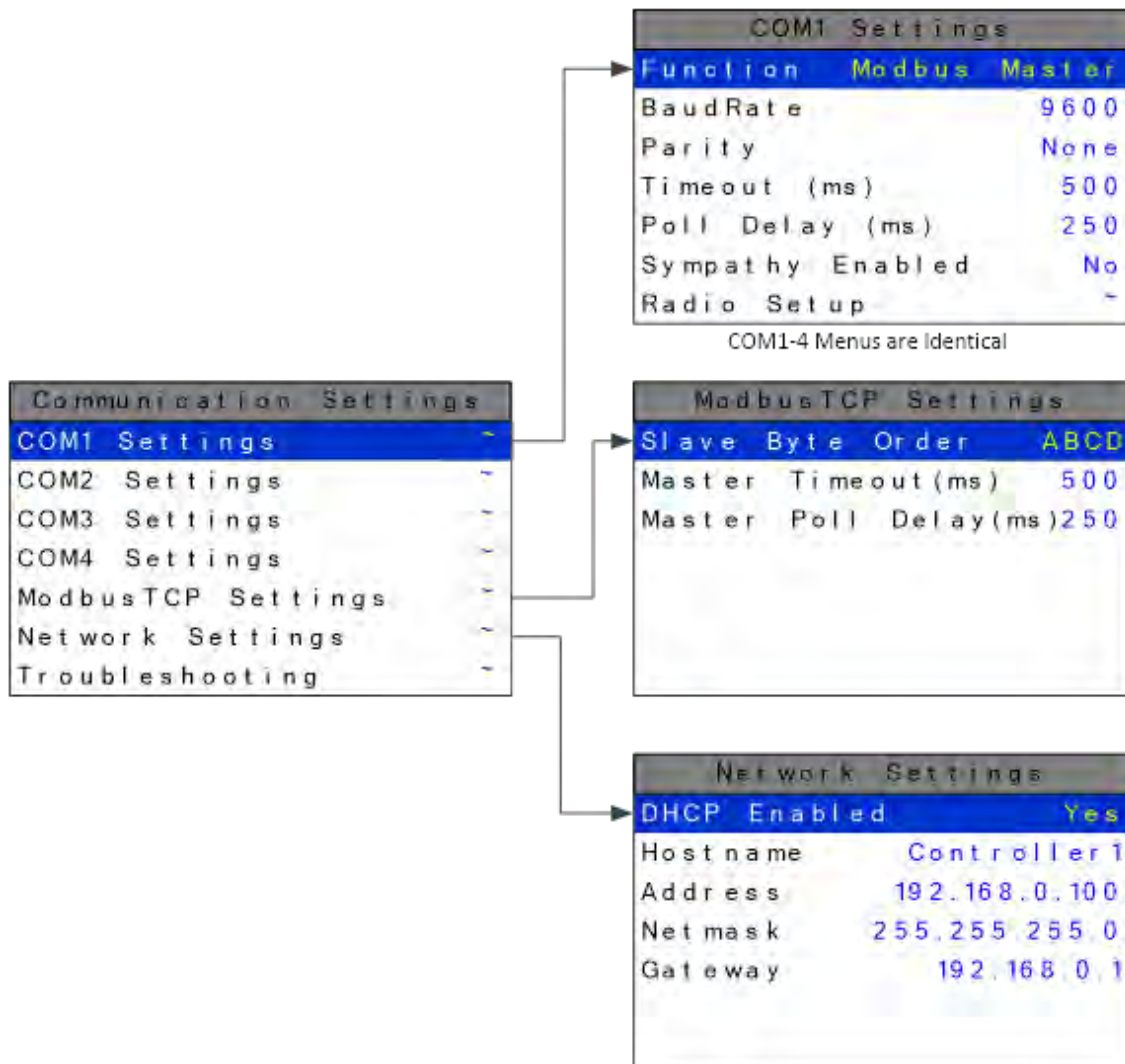 COM1 Settings
Function Modbus Master
BaudRate 9600
Parity None
Timeout (ms) 500
Poll Delay (ms) 250
Sympathy Enabled No
Radio Setup ~
COM1-4 Menus are Identical
Communication Settings
COM1 Settings ~
COM2 Settings ~
COM3 Settings ~
COM4 Settings ~
ModbusTCP Settings ~
Network Settings ~
Troubleshooting ~
ModbusTCP Settings
Slave Byte Order ABCD
Master Timeout(ms) 500
Master Poll Delay(ms)250
Network Settings
DHCP Enabled Yes
Hostname Controller1
Address 192.168.0.100
Netmask 255.255.255.0
Gateway 192.168.0.1